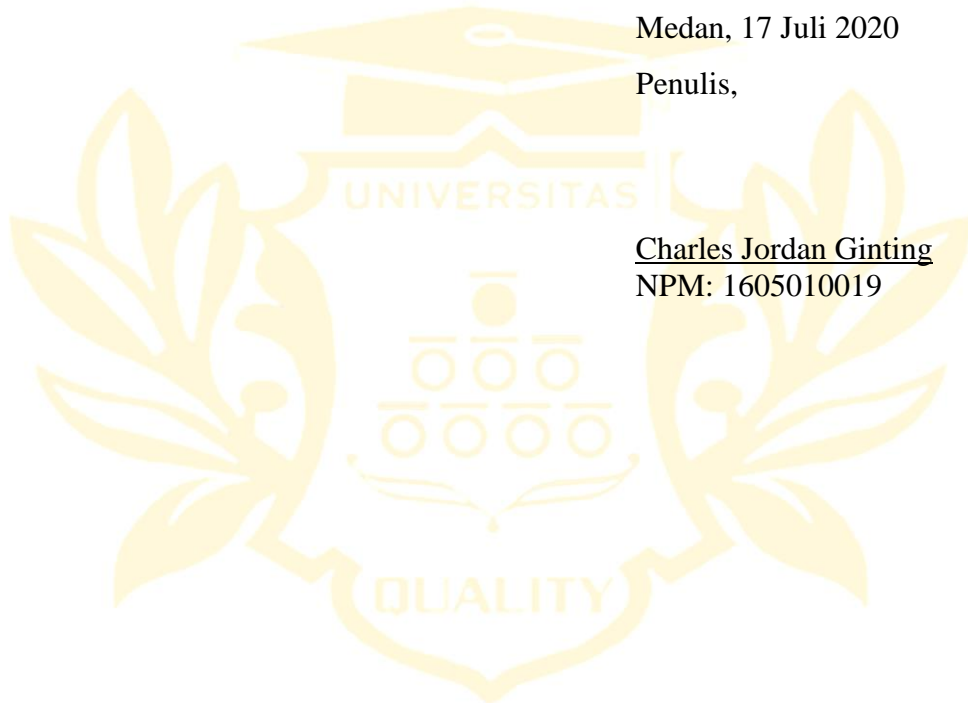 Medan, 17 Juli 2020
Penulis,
UNIVERSITAS
Charles Jordan Ginting
NPM: 1605010019
QUALITY